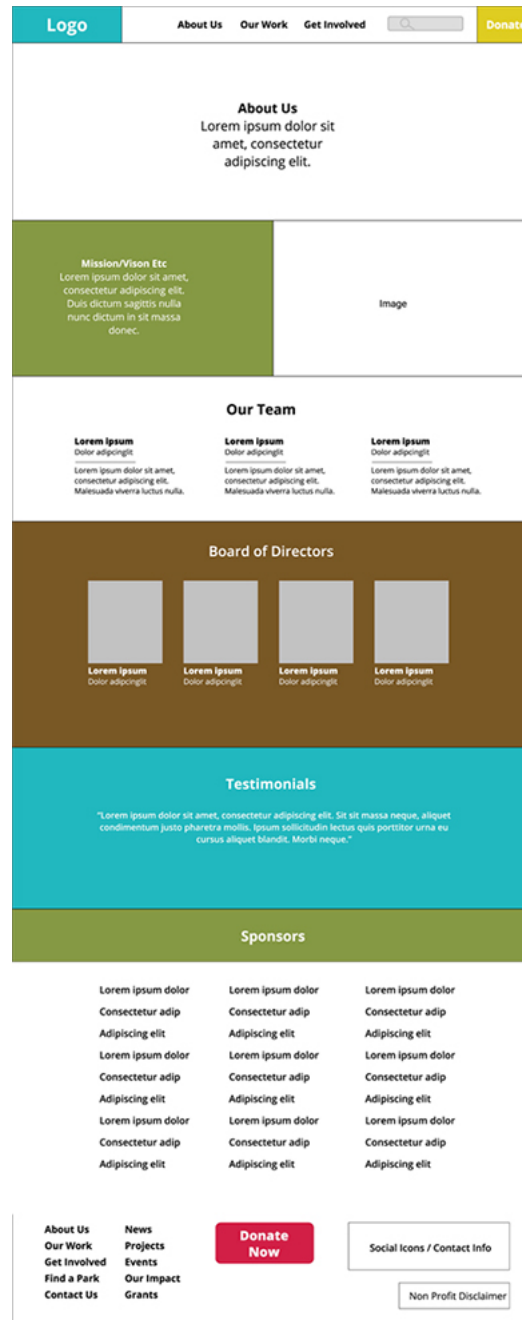 Logo
About Us Our Work Get Involved
Donate
About Us
Lorem ipsum dolor sit
amet, consectetur
adipiscing elit.
Mission/Vison Etc
Lorem ipsum dolor sit amet,
consectetur adipiscing elit.
Duis dictum sagittis nulla
nunc dictum in sit massa
donec.
Image
Our Team
Lorem ipsum
Dolor adipcinglit
Lorem ipsum dolor sit amet,
consectetur adipiscing elit.
Malesuada viverra luctus nulla.
Lorem ipsum
Dolor adipcinglit
Lorem ipsum dolor sit amet,
consectetur adipiscing elit.
Malesuada viverra luctus nulla.
Lorem ipsum
Dolor adipcinglit
Lorem ipsum dolor sit amet,
consectetur adipiscing elit.
Malesuada viverra luctus nulla.
Board of Directors
Lorem ipsum
Dolor adipcinglit
Lorem ipsum
Dolor adipcinglit
Lorem ipsum
Dolor adipcinglit
Lorem ipsum
Dolor adipcinglit
Testimonials
"Lorem ipsum dolor sit amet, consectetur adipiscing elit. Sit sit massa neque, aliquet
condimentum justo pharetra mollis. Ipsum sollicitudin lectus quis porttitor urna eu
cursus aliquet blandit. Morbi neque."
Sponsors
Lorem ipsum dolor
Consectetur adip
Adipiscing elit
Lorem ipsum dolor
Consectetur adip
Adipiscing elit
Lorem ipsum dolor
Consectetur adip
Adipiscing elit
Lorem ipsum dolor
Consectetur adip
Adipiscing elit
Lorem ipsum dolor
Consectetur adip
Adipiscing elit
Lorem ipsum dolor
Consectetur adip
Adipiscing elit
Lorem ipsum dolor
Consectetur adip
Adipiscing elit
Lorem ipsum dolor
Consectetur adip
Adipiscing elit
Lorem ipsum dolor
Consectetur adip
Adipiscing elit
About Us
Our Work
Get Involved
Find a Park
Contact Us
News
Projects
Events
Our Impact
Grants
Donate
Now
Social Icons / Contact Info
Non Profit Disclaimer